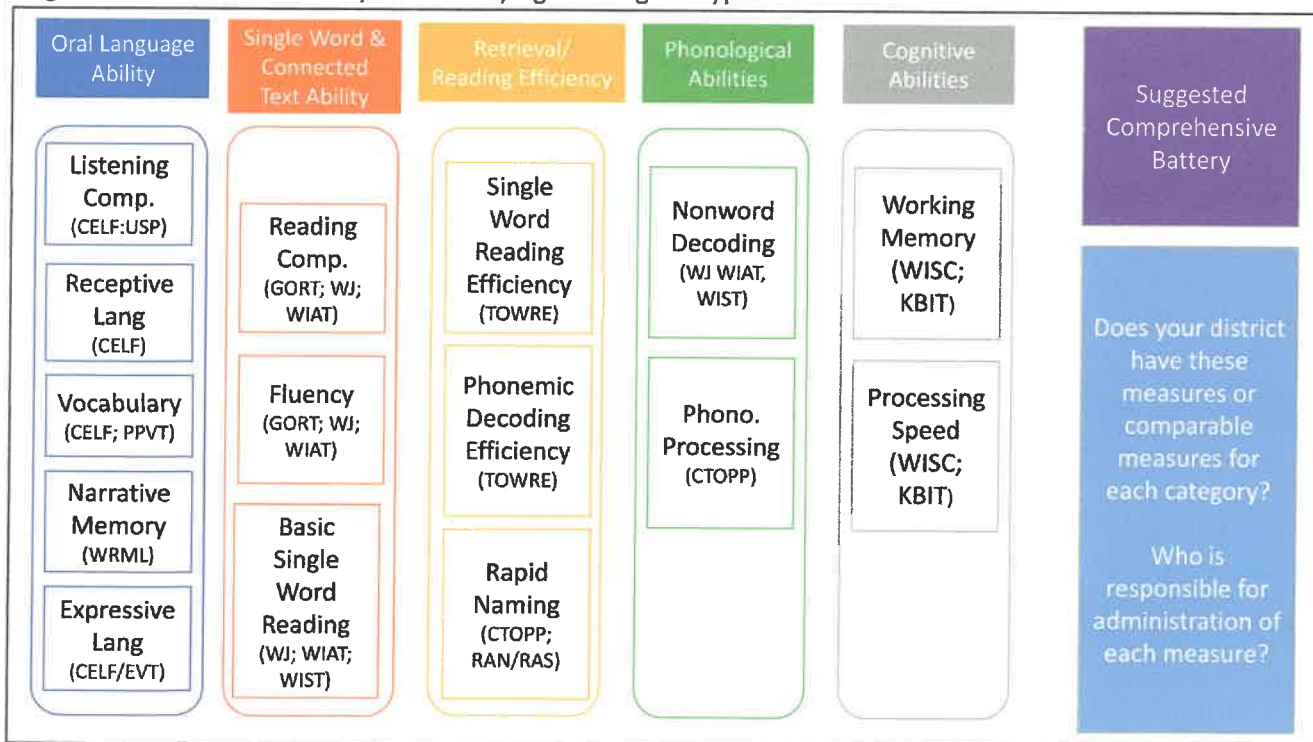 Oral Language
Ability
Listening
Comp.
(CELF:USP)
Receptive
Lang
(CELF)
Vocabulary
(CELF; PPVT)
Narrative
Memory
(WRML)
Expressive
Lang
(CELF/EVT)
Single Word &
Connected
Text Ability
Reading
Comp.
(GORT; WJ;
WIAT)
Fluency
(GORT; WJ;
WIAT)
Basic
Single
Word
Reading
(WJ; WIAT;
WIST)
Retrieval/
Reading Efficiency
Single
Word
Reading
Efficiency
(TOWRE)
Phonemic
Decoding
Efficiency
(TOWRE)
Rapid
Naming
(CTOPP;
RAN/RAS)
Phonological
Abilities
Nonword
Decoding
(WJ WIAT,
WIST)
Phono.
Processing
(CTOPP)
Cognitive
Abilities
Working
Memory
(WISC;
KBIT)
Processing
Speed
(WISC;
KBIT)
Suggested
Comprehensive
Battery
Does your district
have these
measures or
comparable
measures for
each category?
Who is
responsible for
administration of
each measure?